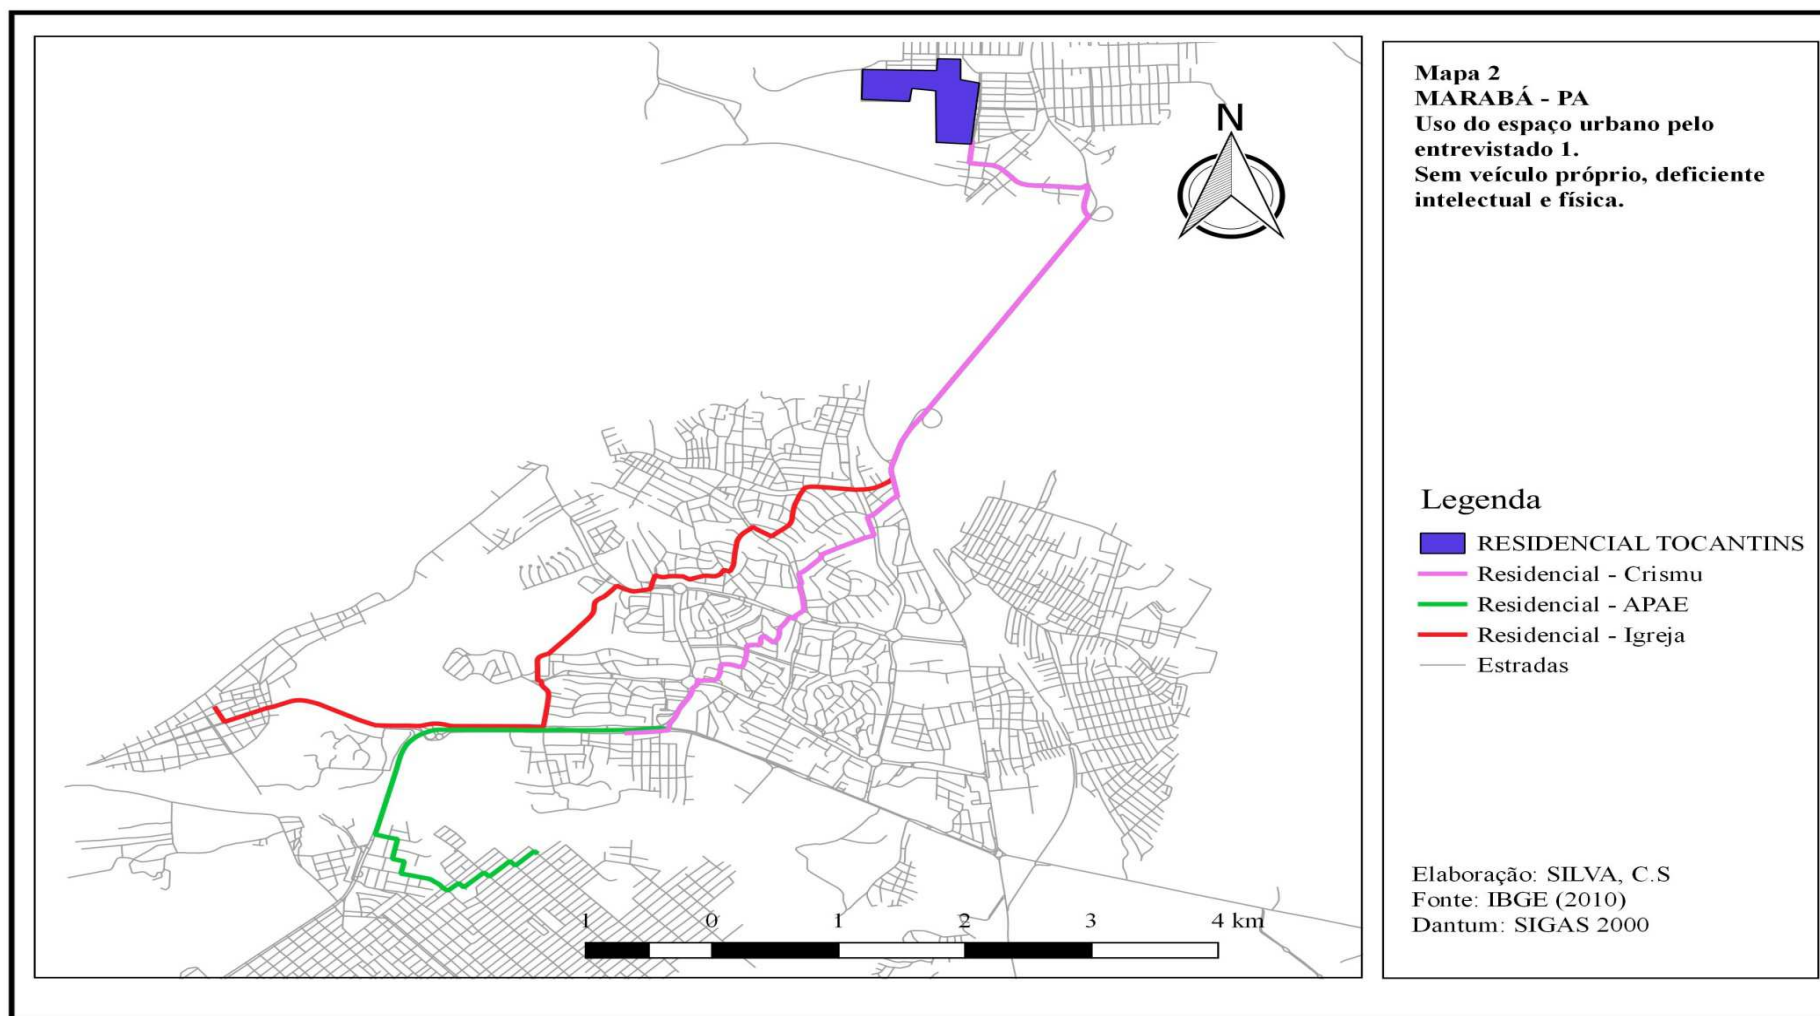 Mapa 2
MARABÁ - PA
Uso do espaço urbano pelo
entrevistado 1.
Sem veículo próprio, deficiente
intelectual e física.
N
Legenda
RESIDENCIAL TOCANTINS
Residencial - Crismu
Residencial - APAE
Residencial - Igreja
Estradas
Elaboração: SILVA, C.S
Fonte: IBGE (2010)
Dantum: SIGAS 2000
1 0 1 2 3 4 km